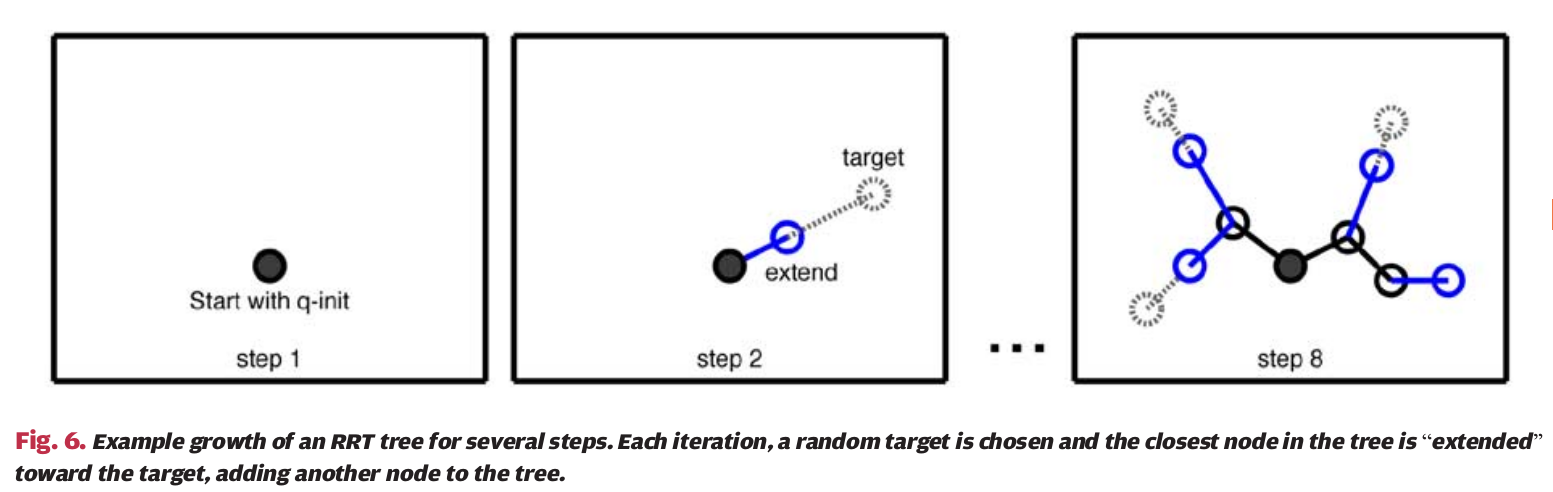 target
extend
Start with q-init
step 1
step 2
...
step 8
Fig. 6. Example growth of an RRT tree for several steps. Each iteration, a random target is chosen and the closest node in the tree is “extended”
toward the target, adding another node to the tree.